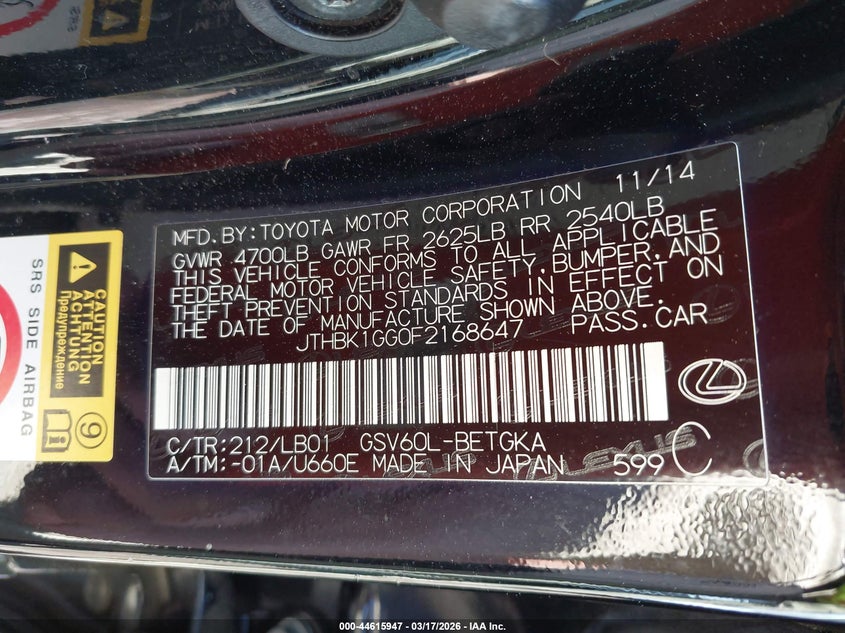 MFD.BY:TOYOTA MOTOR CORPORATION 11/14
GVWR 4700LB GAWR FR 2625LB RR 2540LB
THIS VEHICLE CONFORMS TO ALL APPLICABLE
FEDERAL MOTOR VEHICLE SAFETY,BUMPER,AND
THEFT PREVENTION STANDARDS IN EFFECT ON
THE DATE OF MANUFACTURE SHOWN ABOVE.
JTHBK1GG0F2168647 PASS.CAR
C/TR:212/LB01 GSV60L-BETGKA
A/TM:-01A/U660E MADE IN JAPAN 599 C
LEXUS
SRS SIDE AIRBAG
CAUTION
ACHTUNG
ATTENTION
Предупреждение
9
000-44615947 - 03/17/2026 - IAA Inc.